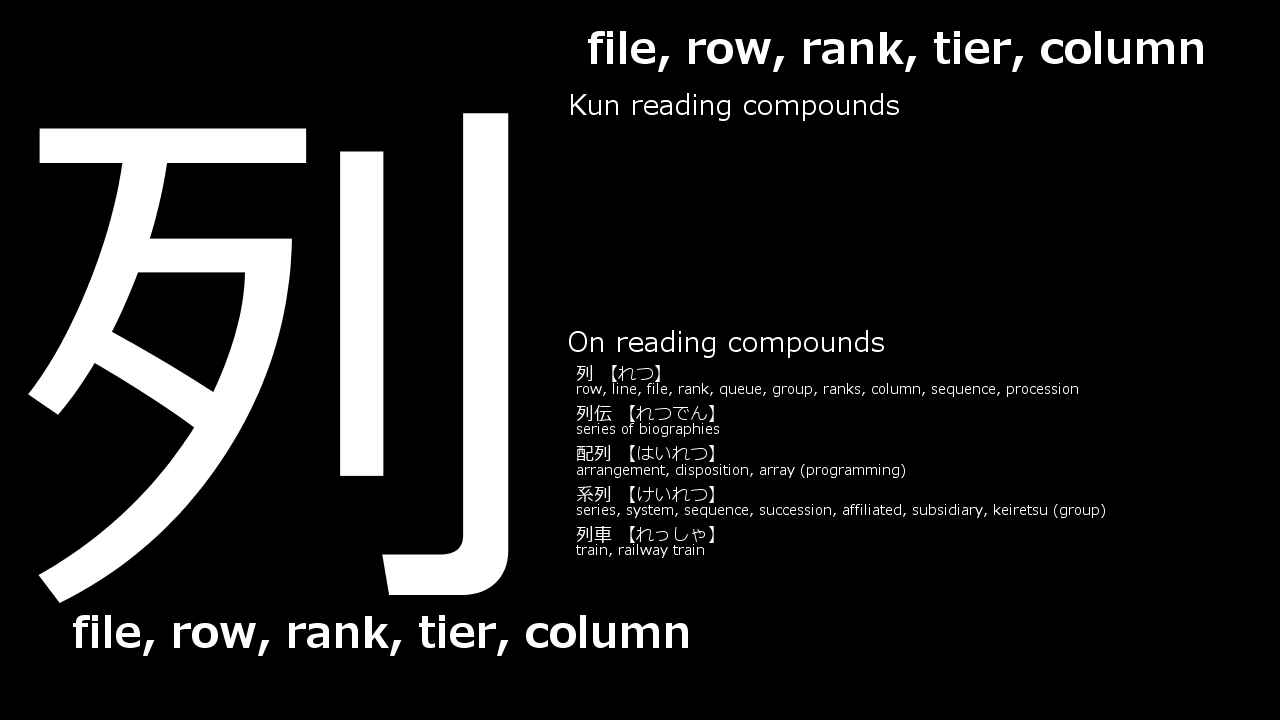 列
file, row, rank, tier, column
file, row, rank, tier, column
Kun reading compounds
On reading compounds
列 【れつ】
row, line, file, rank, queue, group, ranks, column, sequence, procession
列伝 【れつでん】
series of biographies
配列 【はいれつ】
arrangement, disposition, array (programming)
系列 【けいれつ】
series, system, sequence, succession, affiliated, subsidiary, keiretsu (group)
列車 【れっしゃ】
train, railway train